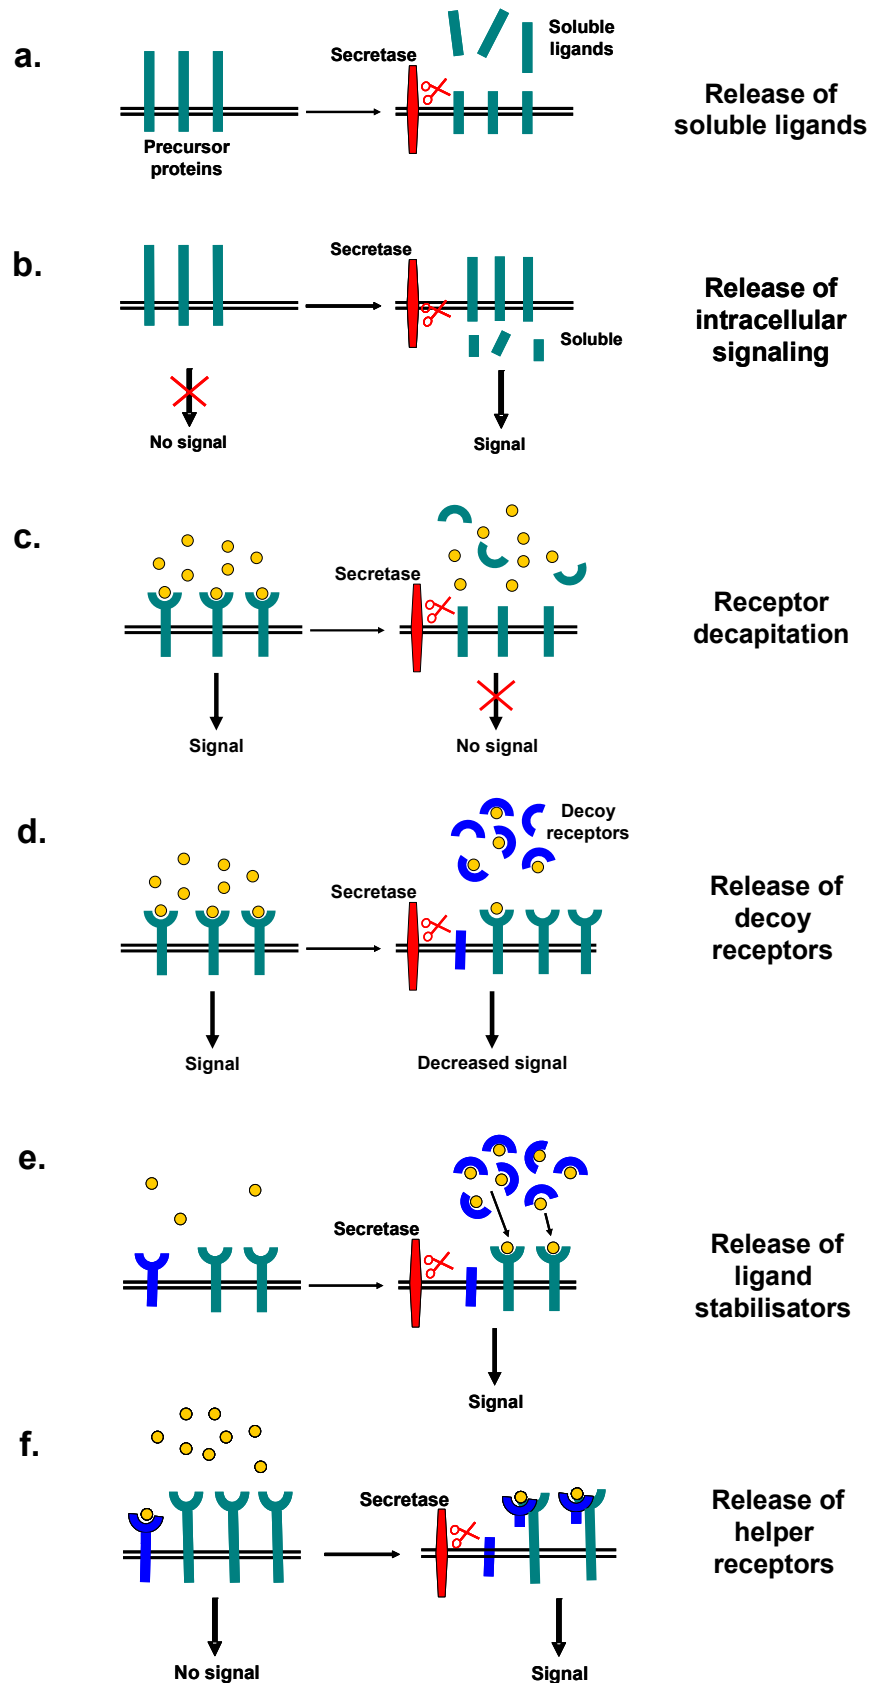 a.
Secretase
Soluble
ligands
Precursor
proteins
Release of
soluble ligands
b.
Secretase
Soluble
No signal
Signal
Release of
intracellular
signaling
c.
Secretase
Signal
No signal
Receptor
decapitation
d.
Decoy
receptors
Secretase
Signal
Decreased signal
Release of
decoy
receptors
e.
Secretase
Signal
Release of
ligand
stabilisators
f.
Secretase
No signal
Signal
Release of
helper
receptors